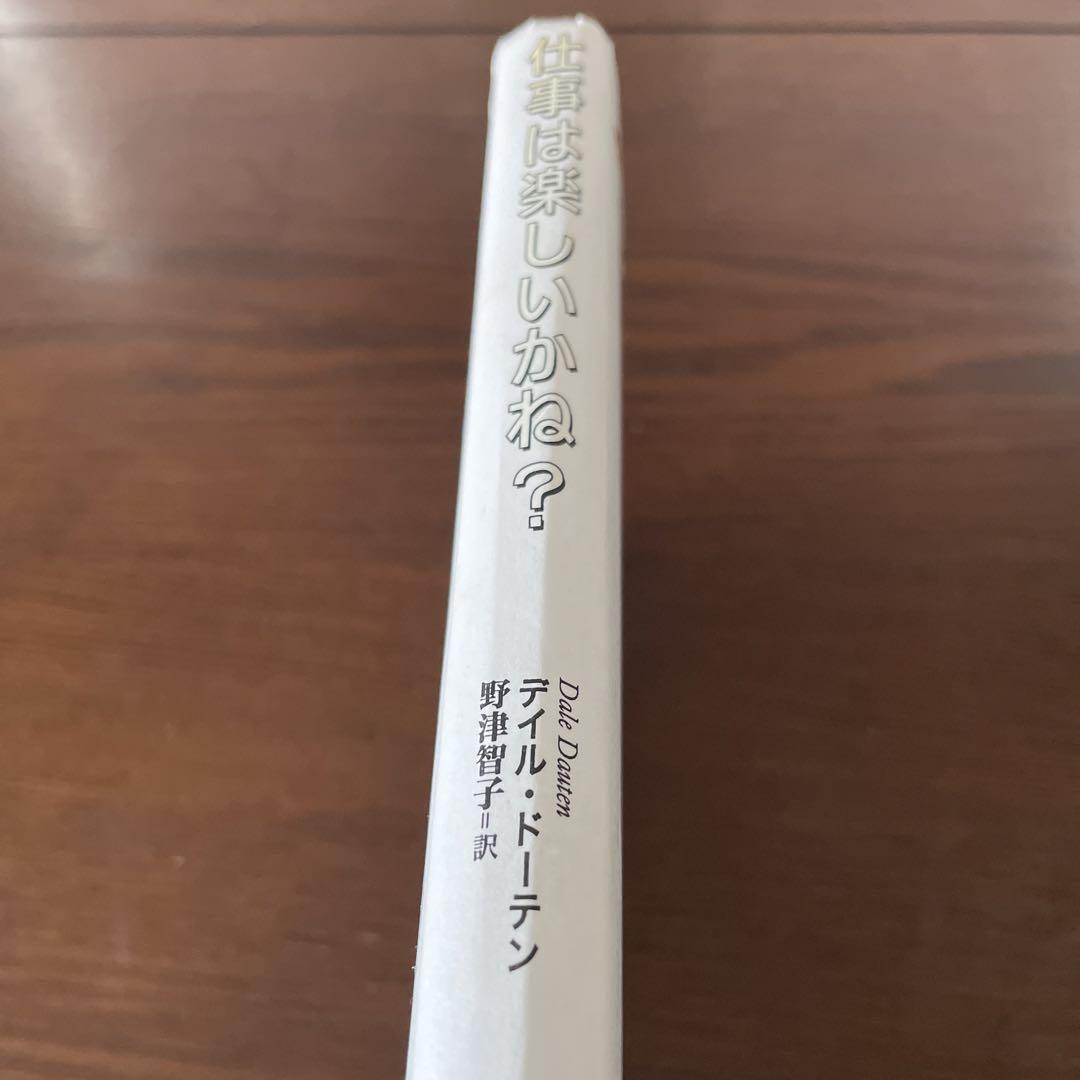 仕事は楽しいかね?
Dale Dauten
デイル・ドーテン
野津智子=訳